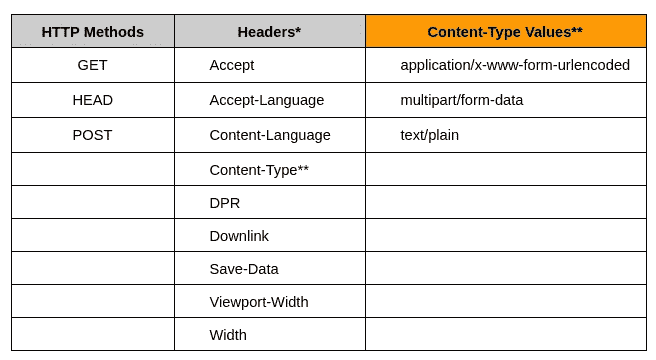 HTTP Methods Headers* Content-Type Values**
GET Accept application/x-www-form-urlencoded
HEAD Accept-Language multipart/form-data
POST Content-Language text/plain
Content-Type**
DPR
Downlink
Save-Data
Viewport-Width
Width